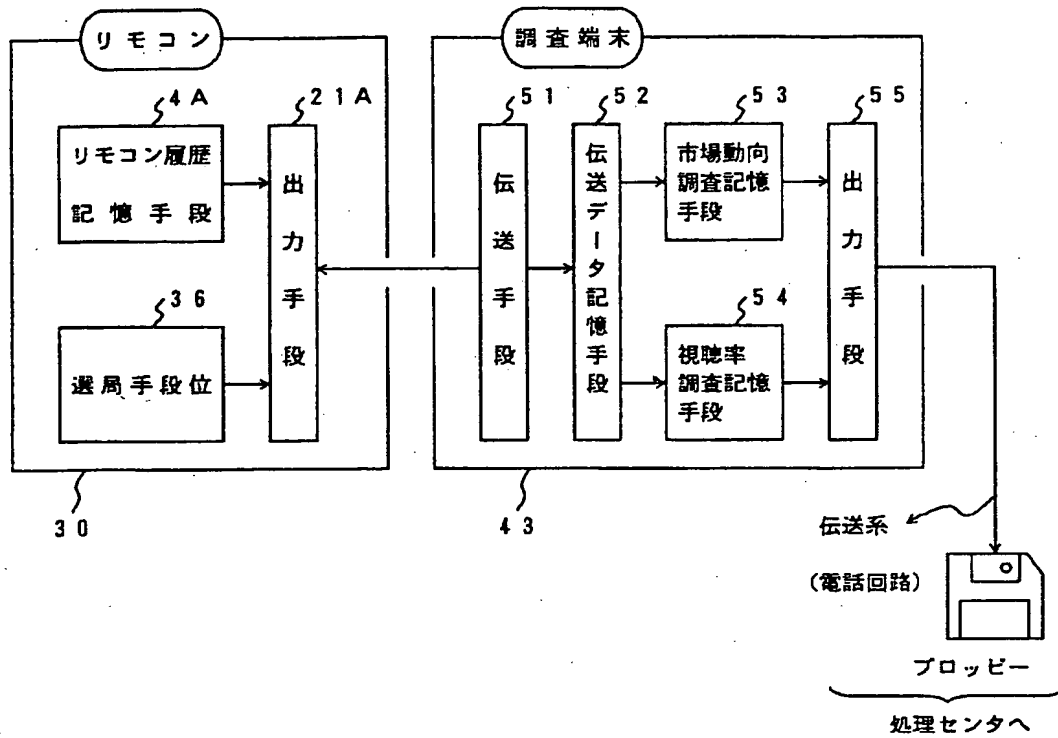 リモコン
4A
リモコン履歴
記憶手段
36
選局手段位
21A
出力手段
30
調査端末
51
伝送手段
52
伝送データ記憶手段
53
市場動向
調査記憶
手段
54
視聴率
調査記憶
手段
55
出力手段
43
伝送系
(電話回路)
ブロッピー
処理センタへ